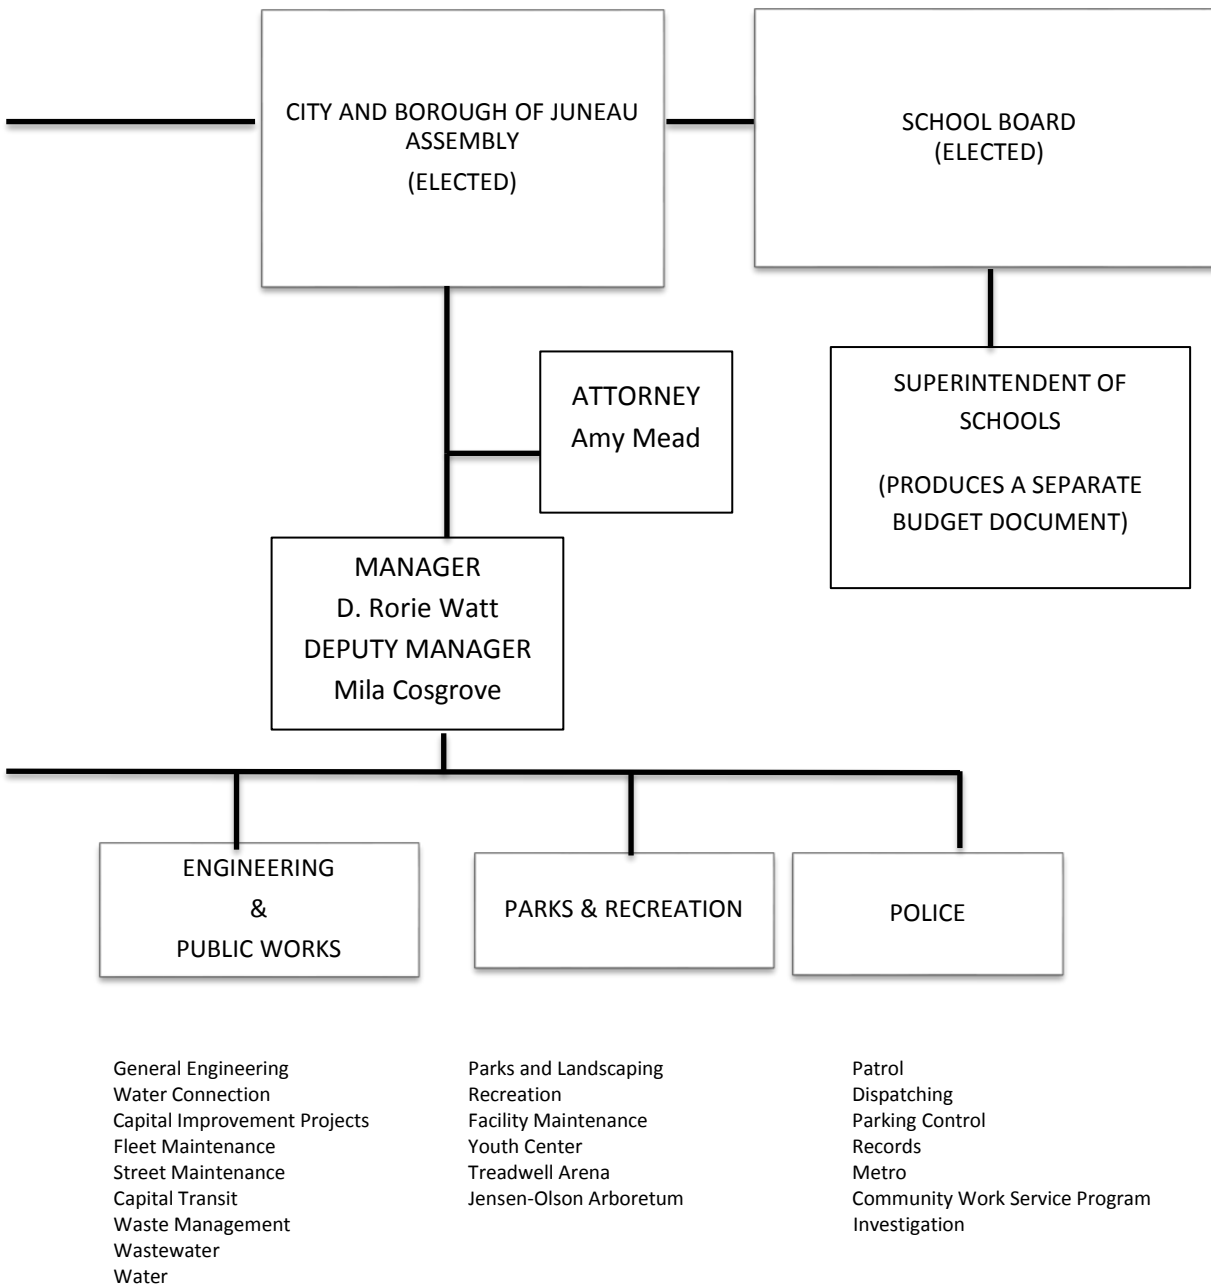 CITY AND BOROUGH OF JUNEAU
ASSEMBLY
(ELECTED)
SCHOOL BOARD
(ELECTED)
ATTORNEY
Amy Mead
SUPERINTENDENT OF
SCHOOLS
(PRODUCES A SEPARATE
BUDGET DOCUMENT)
MANAGER
D. Rorie Watt
DEPUTY MANAGER
Mila Cosgrove
ENGINEERING
&
PUBLIC WORKS
PARKS & RECREATION
POLICE
General Engineering
Water Connection
Capital Improvement Projects
Fleet Maintenance
Street Maintenance
Capital Transit
Waste Management
Wastewater
Water
Parks and Landscaping
Recreation
Facility Maintenance
Youth Center
Treadwell Arena
Jensen-Olson Arboretum
Patrol
Dispatching
Parking Control
Records
Metro
Community Work Service Program
Investigation